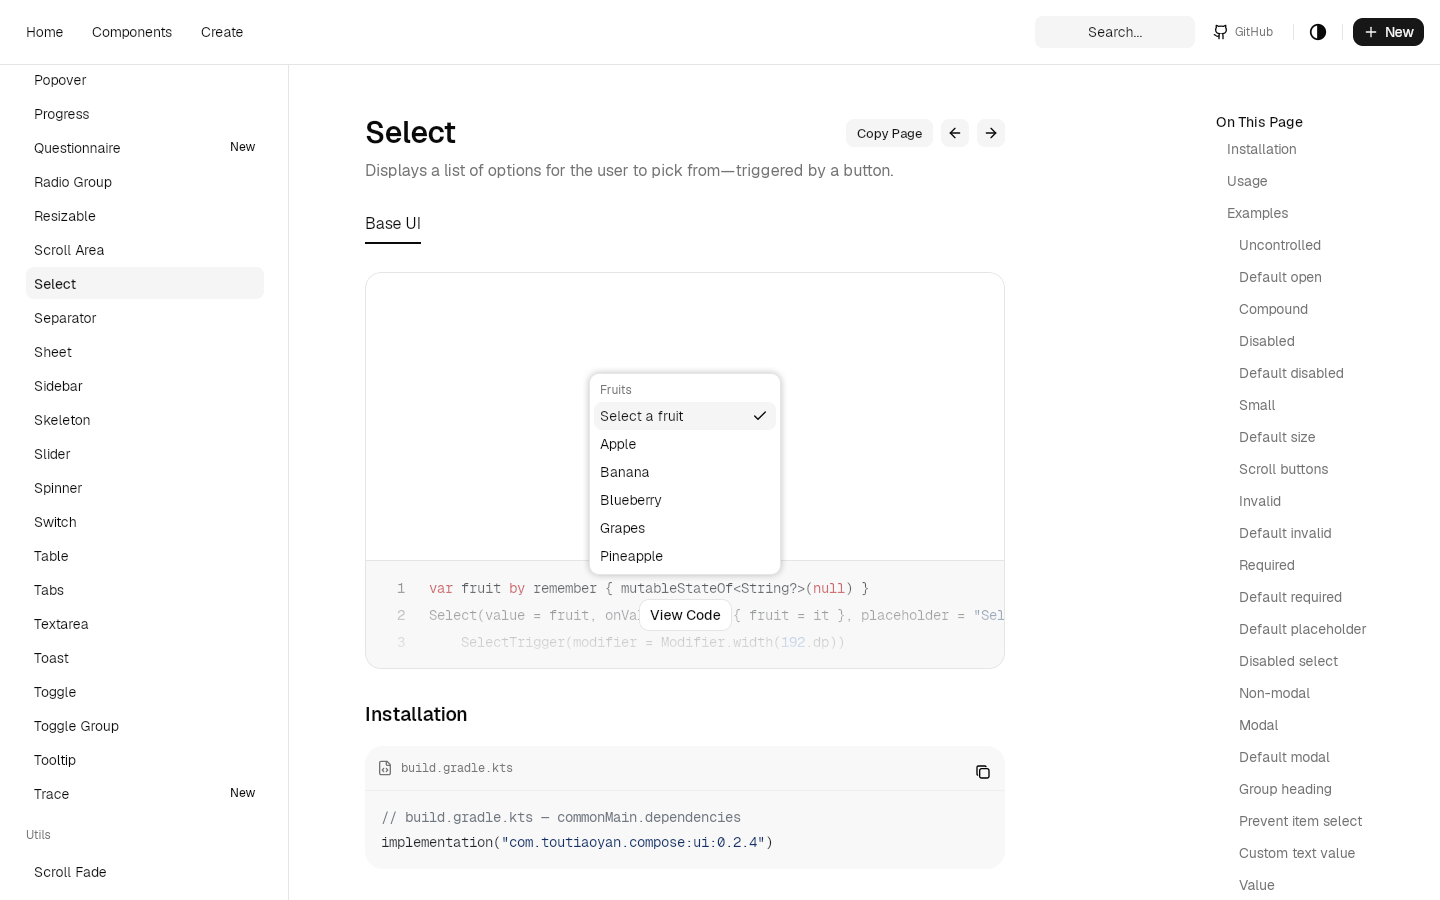 Home
Components
Create
Search...
GitHub
New
Popover
Progress
Questionnaire New
Radio Group
Resizable
Scroll Area
Select
Separator
Sheet
Sidebar
Skeleton
Slider
Spinner
Switch
Table
Tabs
Textarea
Toast
Toggle
Toggle Group
Tooltip
Trace New
Utils
Scroll Fade
Select
Copy Page
Displays a list of options for the user to pick from—triggered by a button.
Base UI
Fruits
Select a fruit
Apple
Banana
Blueberry
Grapes
Pineapple
1 var fruit by remember { mutableStateOf<String?>(null) }
2 Select(value = fruit, onVa { fruit = it }, placeholder = "Sel
View Code
3 SelectTrigger(modifier = Modifier.width(192.dp))
Installation
build.gradle.kts
// build.gradle.kts — commonMain.dependencies
implementation("com.toutiaoyan.compose:ui:0.2.4")
On This Page
Installation
Usage
Examples
Uncontrolled
Default open
Compound
Disabled
Default disabled
Small
Default size
Scroll buttons
Invalid
Default invalid
Required
Default required
Default placeholder
Disabled select
Non-modal
Modal
Default modal
Group heading
Prevent item select
Custom text value
Value